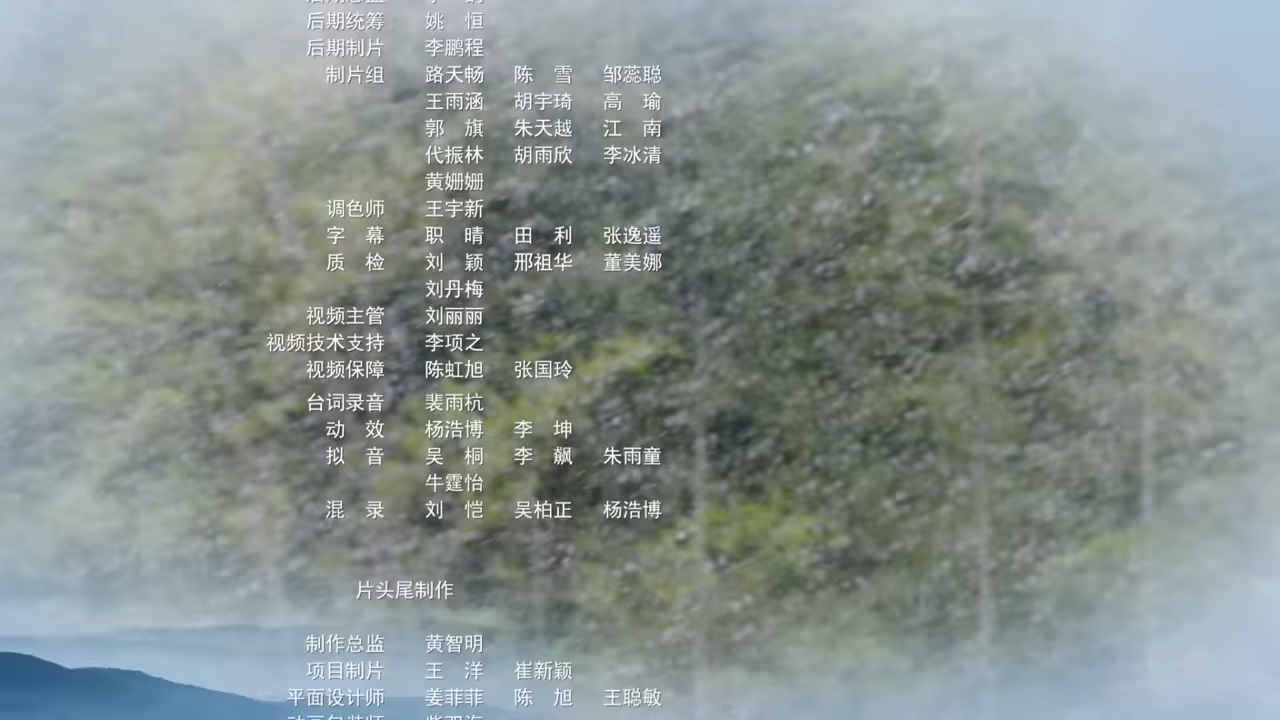 后期统筹 姚 恒
后期制片 李鹏程
制片组 路天畅 陈 雪 邹蕊聪
王雨涵 胡宇琦 高 瑜
郭 旗 朱天越 江 南
代振林 胡雨欣 李冰清
黄姗姗
调色师 王宇新
字 幕 职 晴 田 利 张逸遥
质 检 刘 颖 邢祖华 董美娜
刘丹梅
视频主管 刘丽丽
视频技术支持 李项之
视频保障 陈虹旭 张国玲
台词录音 裴雨杭
动 效 杨浩博 李 坤
拟 音 吴 桐 李 飙 朱雨童
牛霆怡
混 录 刘 恺 吴柏正 杨浩博
片头尾制作
制作总监 黄智明
项目制片 王 洋 崔新颖
平面设计师 姜菲菲 陈 旭 王聪敏